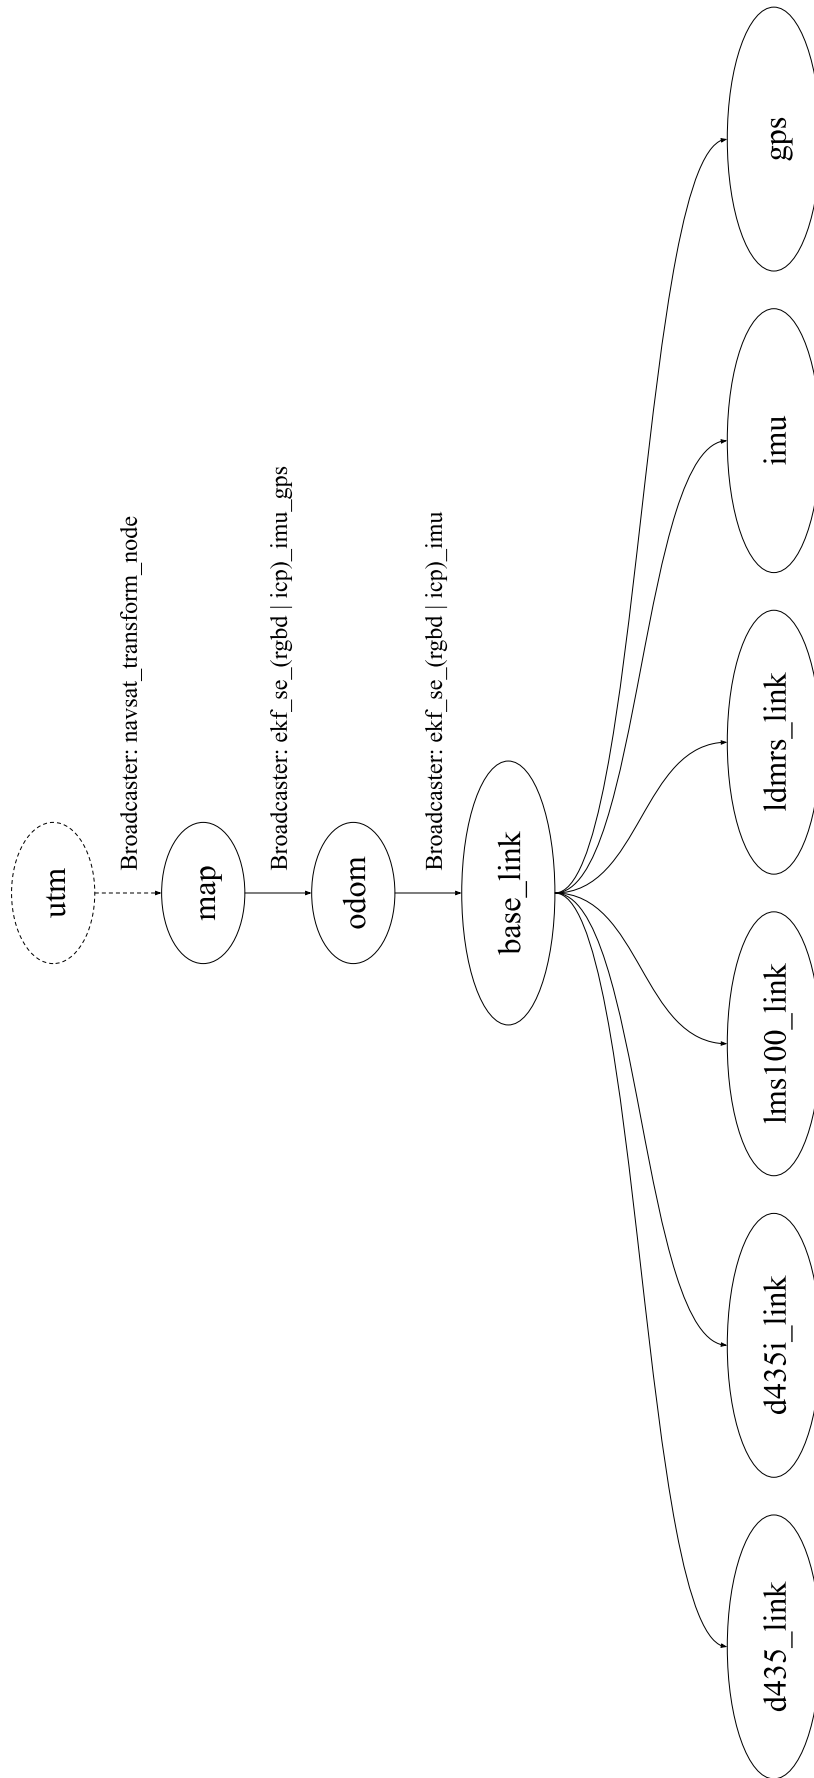 utm
Broadcaster: navsat_transform_node
map
Broadcaster: ekf_se_(rgbd | icp)_imu_gps
odom
Broadcaster: ekf_se_(rgbd | icp)_imu
base_link
d435_link
d435i_link
lms100_link
ldmrs_link
imu
gps